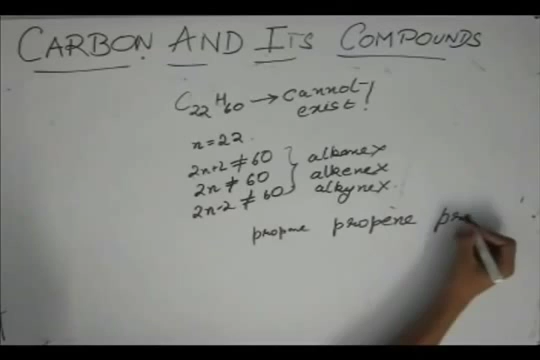 CARBON AND ITS COMPOUNDS
C22H60 → cannot exist!
n=22
2n+2 ≠ 60 } alkane x
2n ≠ 60 } alkene x
2n-2 ≠ 60 } alkyne x
propane propene pr